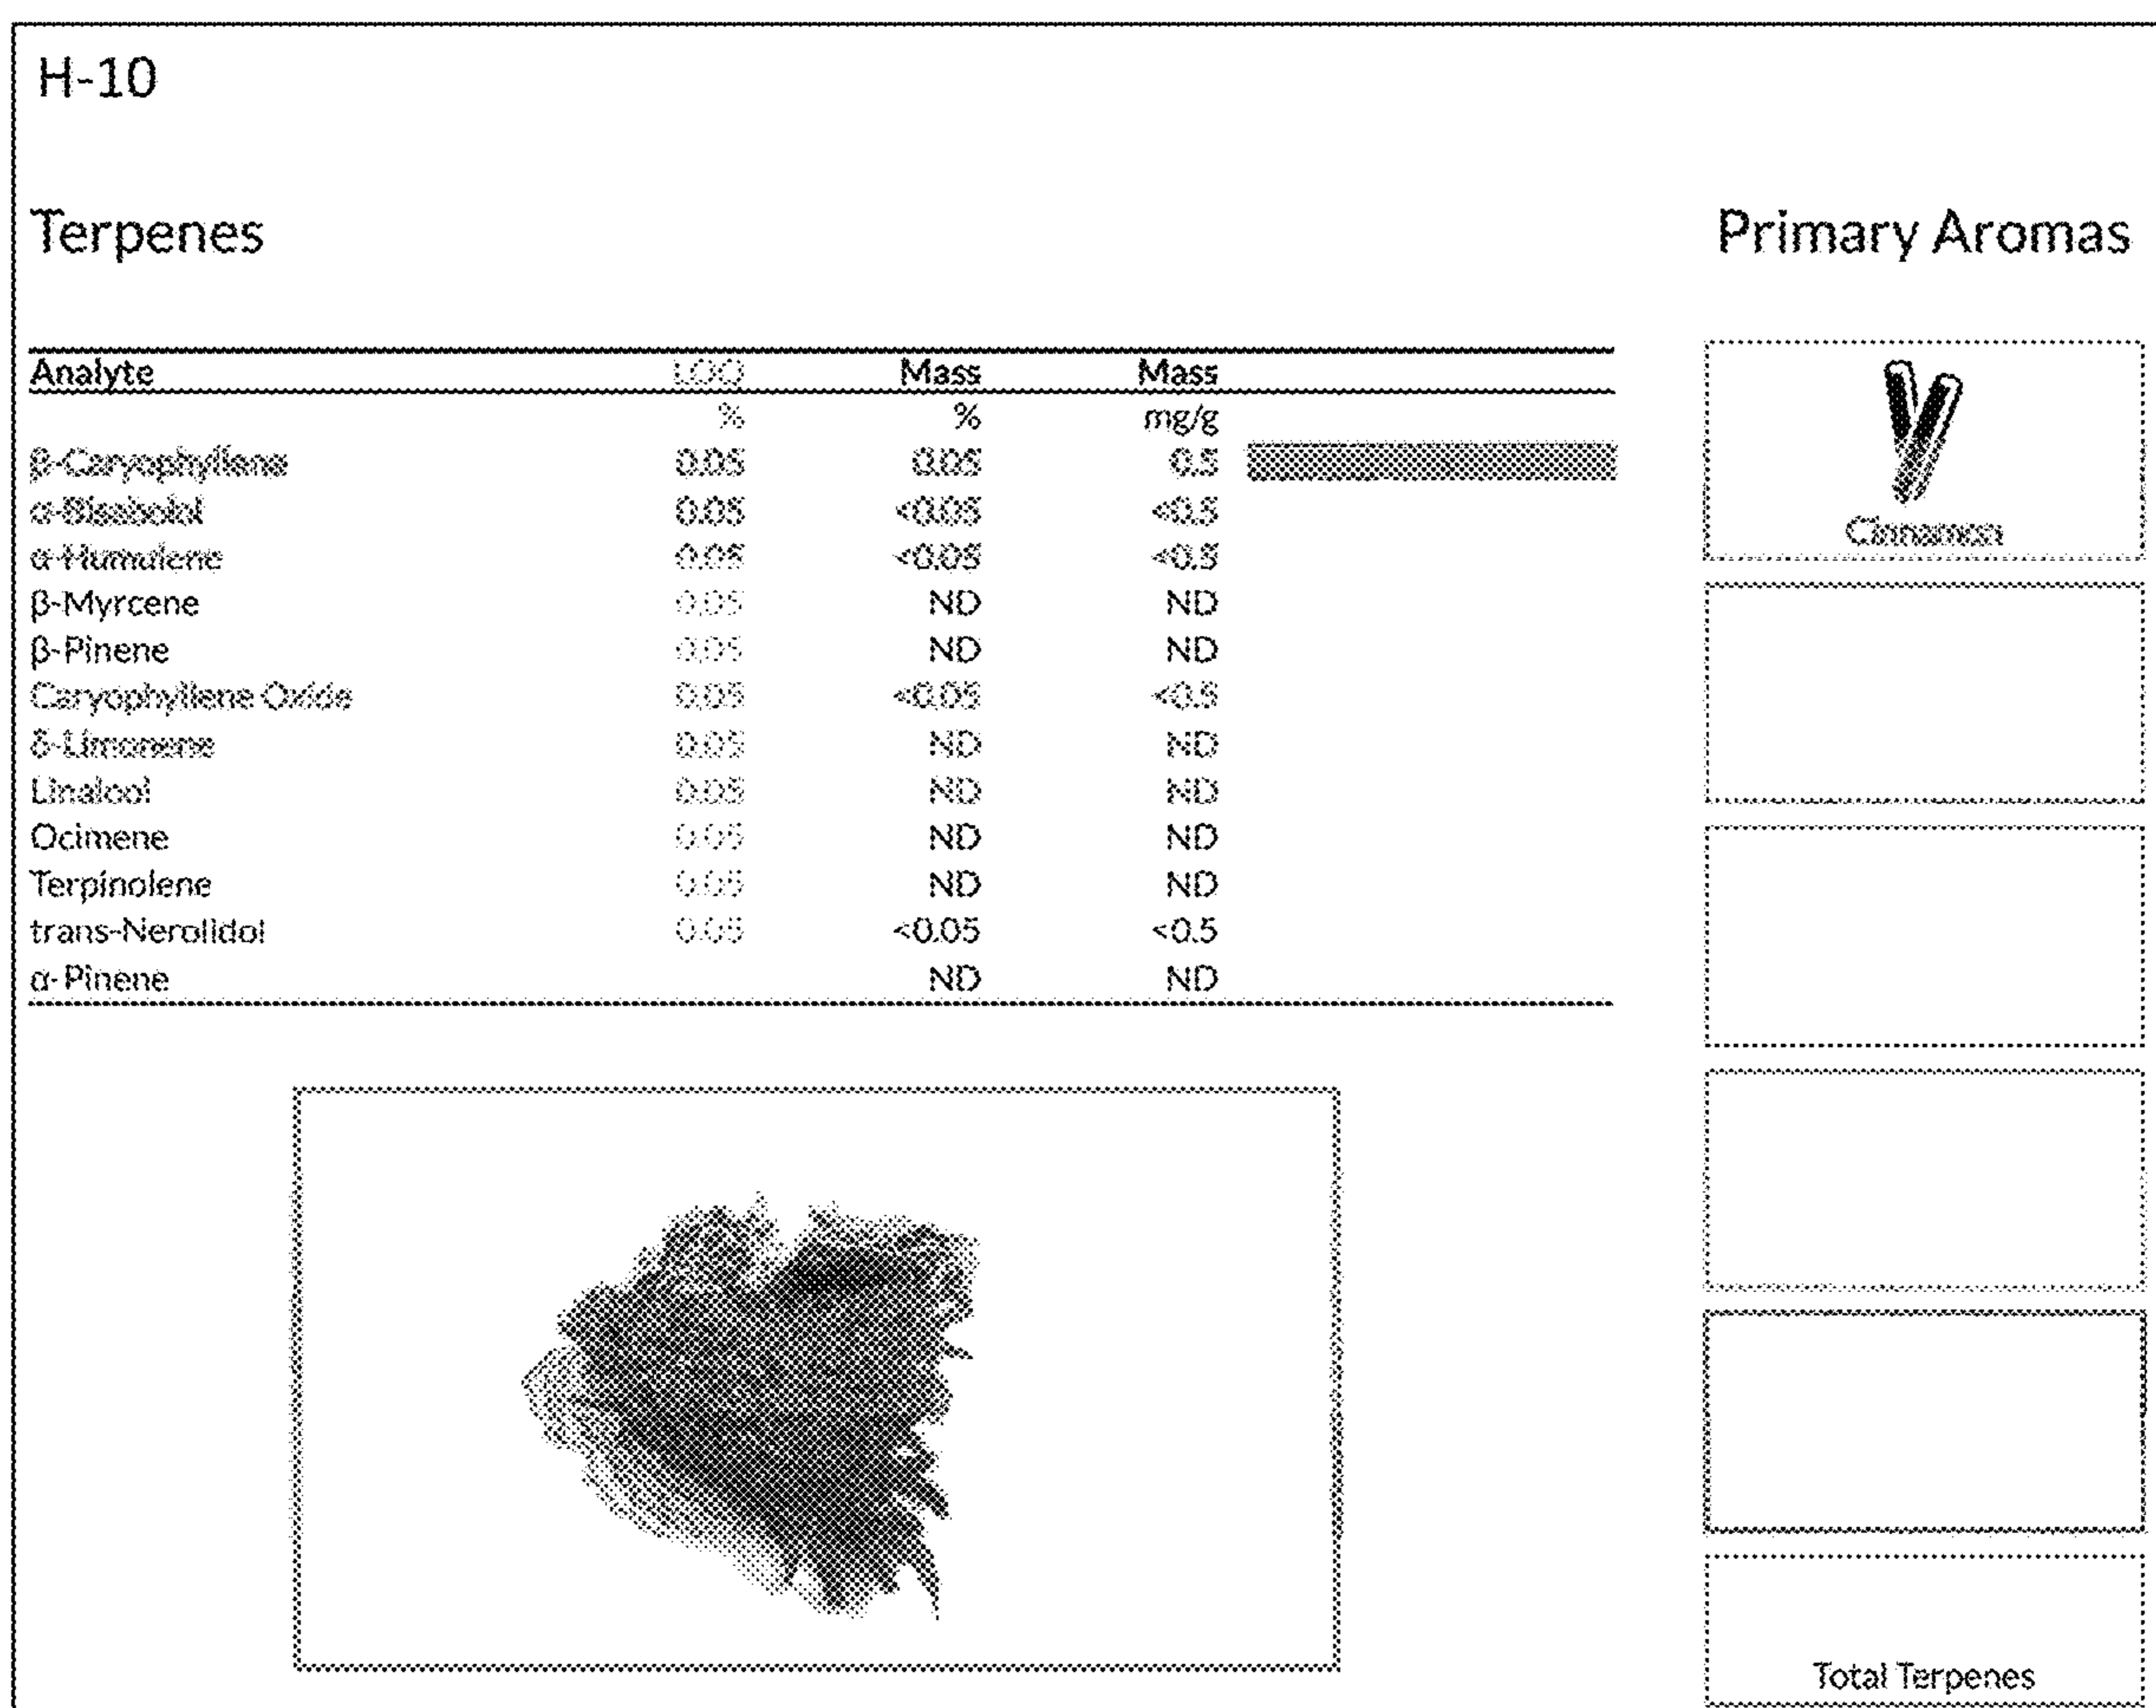 H-10
Terpenes
Primary Aromas
Analyte LOQ Mass Mass
% % mg/g
β-Caryophyllene 0.05 0.05 0.5
α-Bisabolol 0.05 <0.05 <0.5
α-Humulene 0.05 <0.05 <0.5
β-Myrcene 0.05 ND ND
β-Pinene 0.05 ND ND
Caryophyllene Oxide 0.05 <0.05 <0.5
δ-Limonene 0.05 ND ND
Linalool 0.05 ND ND
Ocimene 0.05 ND ND
Terpinolene 0.05 ND ND
trans-Nerolidol 0.05 <0.05 <0.5
α-Pinene ND ND
Cinnamon
Total Terpenes